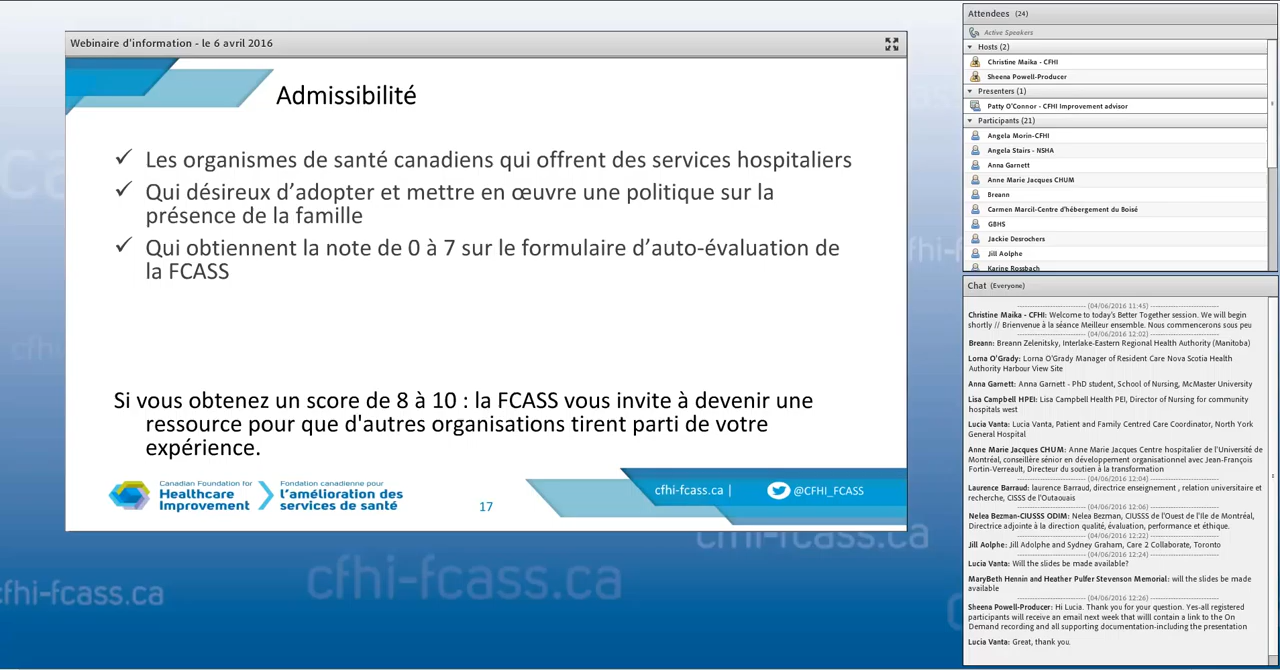 Webinaire d'information - le 6 avril 2016
Admissibilité
✓ Les organismes de santé canadiens qui offrent des services hospitaliers
✓ Qui désireux d'adopter et mettre en œuvre une politique sur la
présence de la famille
✓ Qui obtiennent la note de 0 à 7 sur le formulaire d'auto-évaluation de
la FCASS
Si vous obtenez un score de 8 à 10 : la FCASS vous invite à devenir une
ressource pour que d'autres organisations tirent parti de votre
expérience.
Canadian Foundation for
Healthcare
Improvement
Fondation canadienne pour
l'amélioration des
services de santé
17
cfhi-fcass.ca |
@CFHI_FCASS
cfhi-fcass.ca
cfhi-fcass.ca
cfhi-fcass.ca
Attendees (24)
Active Speakers
Hosts (2)
Christine Maika - CFHI
Sheena Powell-Producer
Presenters (1)
Patty O'Connor - CFHI Improvement advisor
Participants (21)
Angela Morin-CFHI
Angela Stairs - NSHA
Anna Garnett
Anne Marie Jacques CHUM
Breann
Carmen Marcil-Centre d'hébergement du Boisé
GBHS
Jackie Desrochers
Jill Aolphe
Karine Rossbach
Chat (Everyone)
(04/06/2016 11:45)
Christine Maika - CFHI: Welcome to today's Better Together session. We will begin
shortly // Brienvenue à la séance Meilleur ensemble. Nous commencerons sous peu
(04/06/2016 12:02)
Breann: Breann Zelenitsky, Interlake-Eastern Regional Health Authority (Manitoba)
Lorna O'Grady: Lorna O'Grady Manager of Resident Care Nova Scotia Health
Authority Harbour View Site
Anna Garnett: Anna Garnett - PhD student, School of Nursing, McMaster University
Lisa Campbell HPEI: Lisa Campbell Health PEI, Director of Nursing for community
hospitals west
Lucia Vanta: Lucia Vanta, Patient and Family Centred Care Coordinator, North York
General Hospital
Anne Marie Jacques CHUM: Anne Marie Jacques Centre hospitalier de l'Université de
Montréal, conseillère sénior en développement organisationnel avec Jean-François
Fortin-Verreault, Directeur du soutien à la transformation
(04/06/2016 12:04)
Laurence Barraud: laurence Barraud, directrice enseignement , relation universitaire et
recherche, CISSS de l'Outaouais
(04/06/2016 12:06)
Nelea Bezman-CIUSSS ODIM: Nelea Bezman, CIUSSS de l'Ouest de l'Ile de Montréal,
Directrice adjointe à la direction qualité, évaluation, performance et éthique.
(04/06/2016 12:22)
Jill Aolphe: Jill Adolphe and Sydney Graham, Care 2 Collaborate, Toronto
(04/06/2016 12:24)
Lucia Vanta: Will the slides be made available?
MaryBeth Hennin and Heather Pulfer Stevenson Memorial: will the slides be made
available
(04/06/2016 12:26)
Sheena Powell-Producer: Hi Lucia. Thank you for your question. Yes-all registered
participants will receive an email next week that willl contain a link to the On
Demand recording and all supporting documentation-including the presentation
Lucia Vanta: Great, thank you.